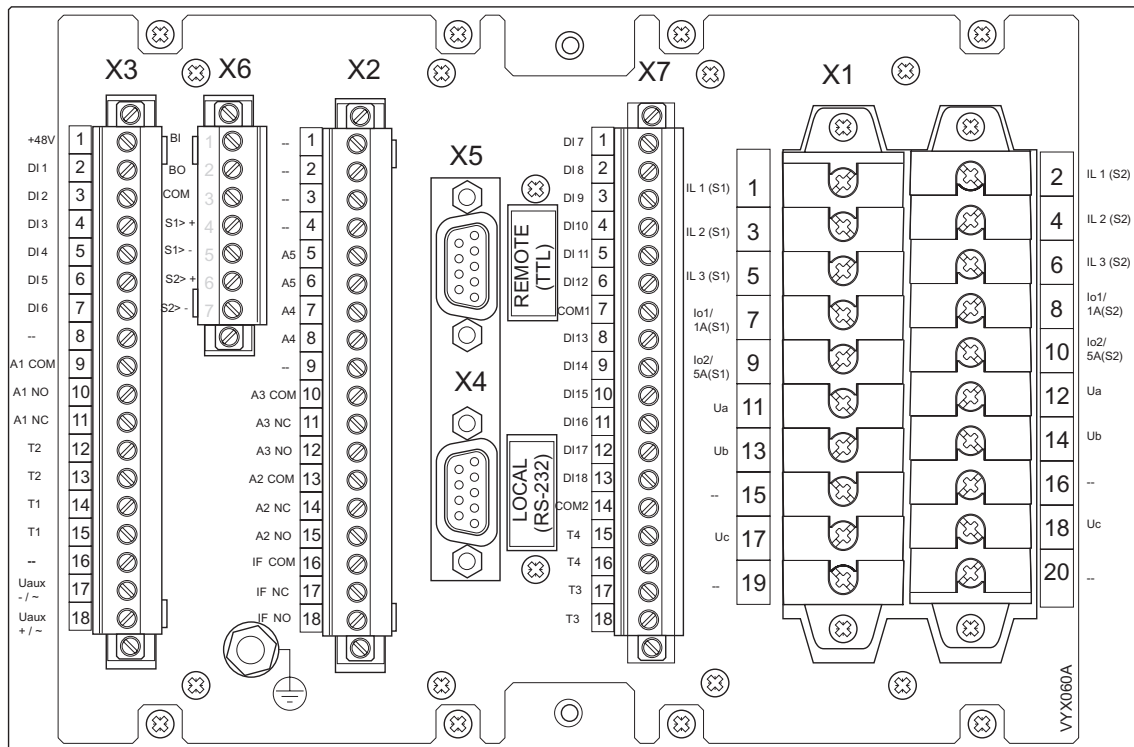 X3
X6
X2
X7
X1
X5
X4
+48V 1
DI 1 2
DI 2 3
DI 3 4
DI 4 5
DI 5 6
DI 6 7
-- 8
A1 COM 9
A1 NO 10
A1 NC 11
T2 12
T2 13
T1 14
T1 15
-- 16
Uaux
- / ~ 17
Uaux
+ / ~ 18
BI 1
BO 2
COM 3
S1> + 4
S1> - 5
S2> + 6
S2> - 7
-- 1
-- 2
-- 3
-- 4
A5 5
A5 6
A4 7
A4 8
-- 9
A3 COM 10
A3 NC 11
A3 NO 12
A2 COM 13
A2 NC 14
A2 NO 15
IF COM 16
IF NC 17
IF NO 18
REMOTE
(TTL)
LOCAL
(RS-232)
DI 7 1
DI 8 2
DI 9 3
DI10 4
DI 11 5
DI12 6
COM1 7
DI13 8
DI14 9
DI15 10
DI16 11
DI17 12
DI18 13
COM2 14
T4 15
T4 16
T3 17
T3 18
IL 1 (S1) 1
IL 2 (S1) 3
IL 3 (S1) 5
Io1/
1A(S1) 7
Io2/
5A(S1) 9
Ua 11
Ub 13
-- 15
Uc 17
-- 19
2 IL 1 (S2)
4 IL 2 (S2)
6 IL 3 (S2)
8 Io1/
1A(S2)
10 Io2/
5A(S2)
12 Ua
14 Ub
16 --
18 Uc
20 --
VYX060A